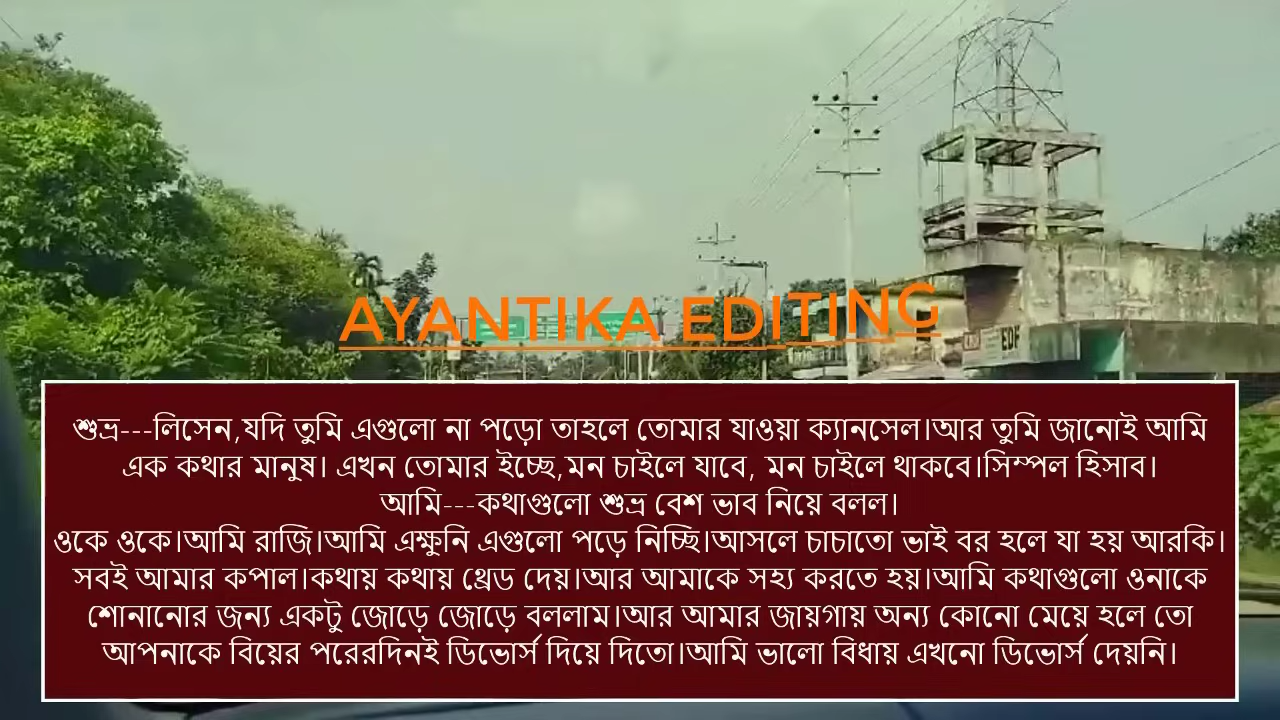 AYANTIKA EDITING
EDF
শুভ্র---লিসেন,যদি তুমি এগুলো না পড়ো তাহলে তোমার যাওয়া ক্যানসেল।আর তুমি জানোই আমি
এক কথার মানুষ। এখন তোমার ইচ্ছে,মন চাইলে যাবে, মন চাইলে থাকবে।সিম্পল হিসাব।
আমি---কথাগুলো শুভ্র বেশ ভাব নিয়ে বলল।
ওকে ওকে।আমি রাজি।আমি এক্ষুনি এগুলো পড়ে নিচ্ছি।আসলে চাচাতো ভাই বর হলে যা হয় আরকি।
সবই আমার কপাল।কথায় কথায় থ্রেড দেয়।আর আমাকে সহ্য করতে হয়।আমি কথাগুলো ওনাকে
শোনানোর জন্য একটু জোড়ে জোড়ে বললাম।আর আমার জায়গায় অন্য কোনো মেয়ে হলে তো
আপনাকে বিয়ের পরেরদিনই ডিভোর্স দিয়ে দিতো।আমি ভালো বিধায় এখনো ডিভোর্স দেয়নি।